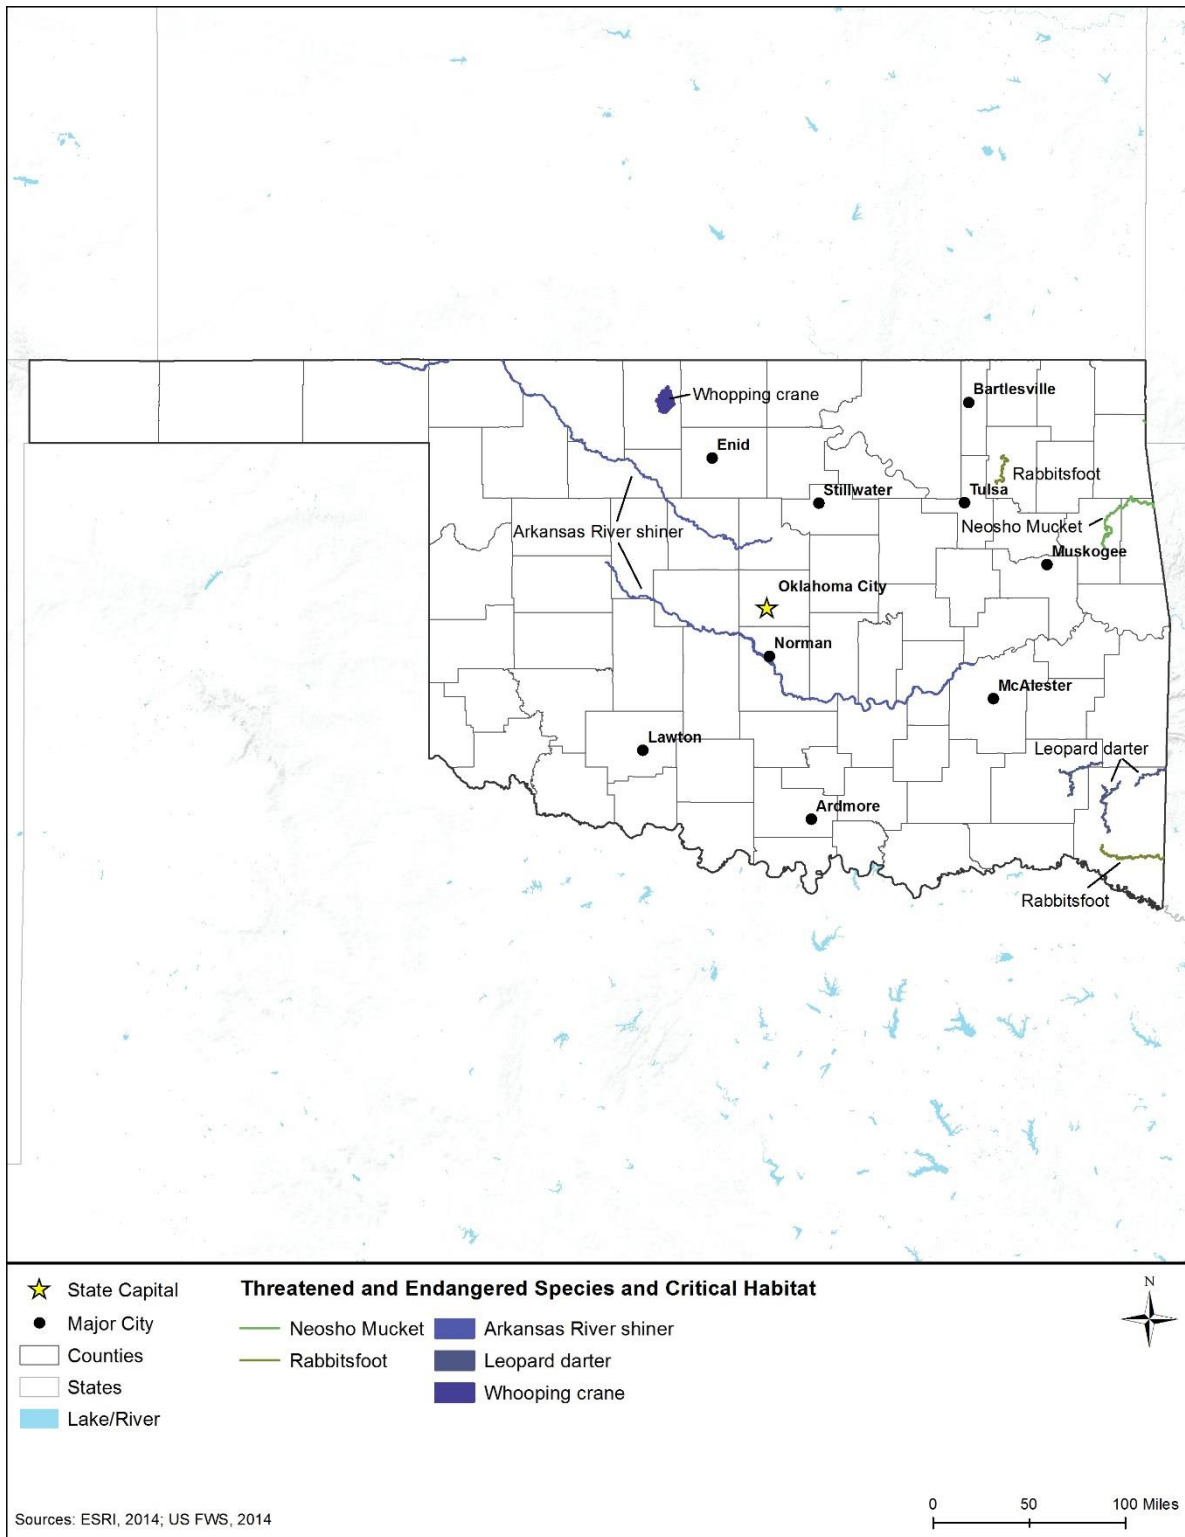 Bartlesville
Whopping crane
Enid
Rabbitsfoot
Stillwater
Tulsa
Neosho Mucket
Arkansas River shiner
Muskogee
Oklahoma City
Norman
McAlester
Lawton
Leopard darter
Ardmore
Rabbitsfoot
State Capital
Major City
Counties
States
Lake/River
Threatened and Endangered Species and Critical Habitat
Neosho Mucket
Rabbitsfoot
Arkansas River shiner
Leopard darter
Whooping crane
N
0 50 100 Miles
Sources: ESRI, 2014; US FWS, 2014